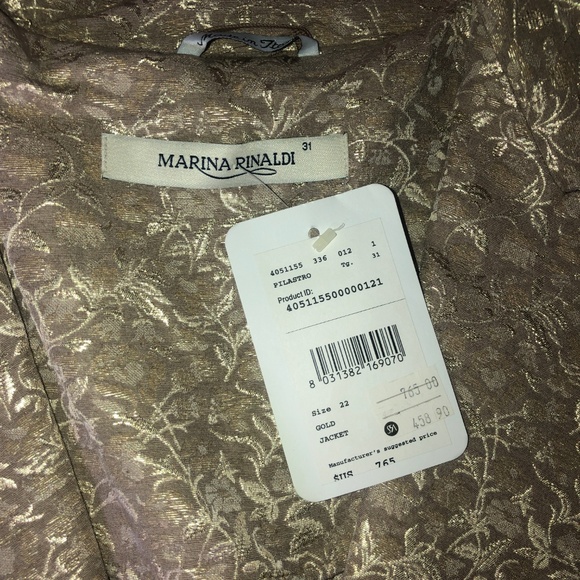 MARINA RINALDI 31
4051155 336 012 1
PILASTRO Tg. 31
Product ID:
405115500000121
8 031382 169070
Size 22
GOLD
JACKET
765 00
458 90
Manufacturer's suggested price
$US 765